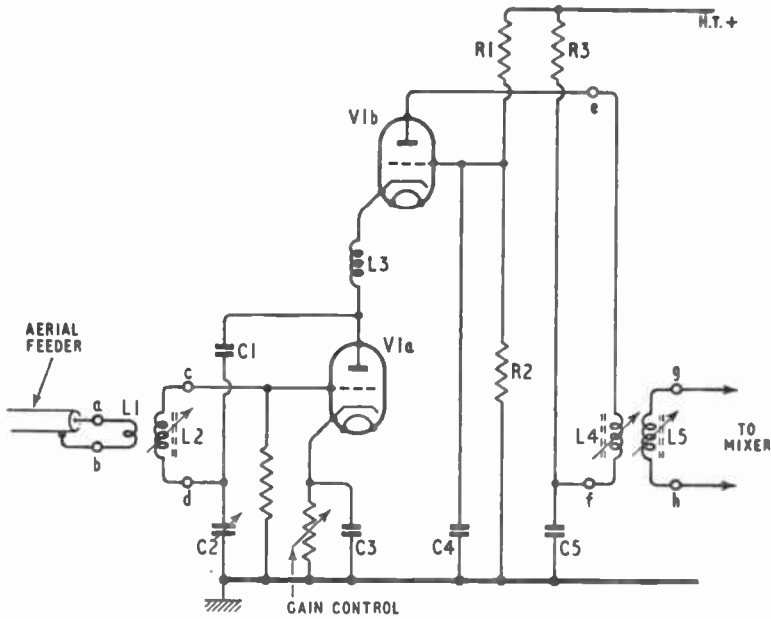 H.T. +
R1
R3
e
V1b
L3
AERIAL
FEEDER
C1
V1a
c
R2
g
a
L1
L2
L4
L5
TO
MIXER
b
d
f
h
C2
C3
C4
C5
GAIN CONTROL